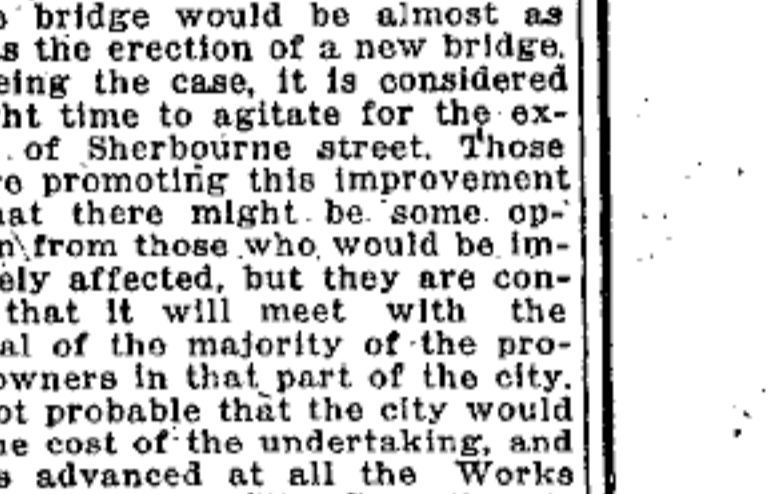 bridge would be almost as
s the erection of a new bridge.
eing the case, it is considered
ht time to agitate for the ex-
of Sherbourne street. Those
e promoting this improvement
hat there might be some op-
n from those who would be im-
ely affected, but they are con-
that it will meet with the
al of the majority of the pro-
owners in that part of the city.
ot probable that the city would
he cost of the undertaking, and
s advanced at all the Works